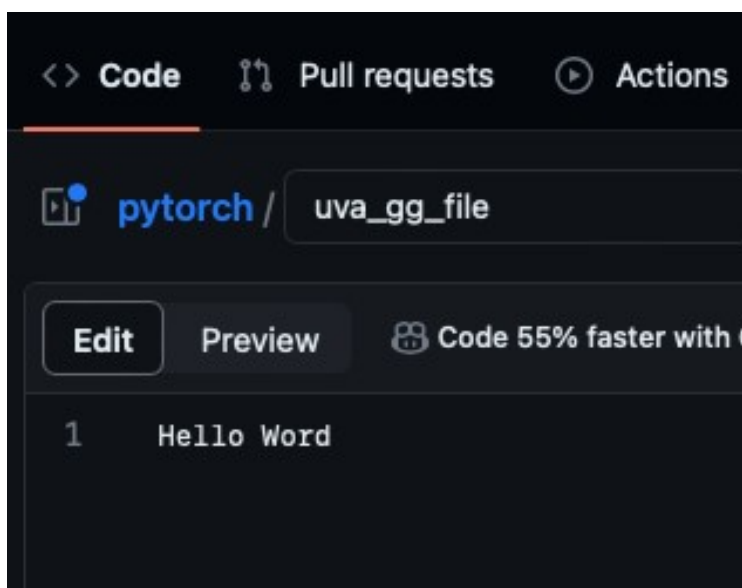 <> Code Pull requests Actions
pytorch / uva_gg_file
Edit Preview Code 55% faster with
1 Hello Word